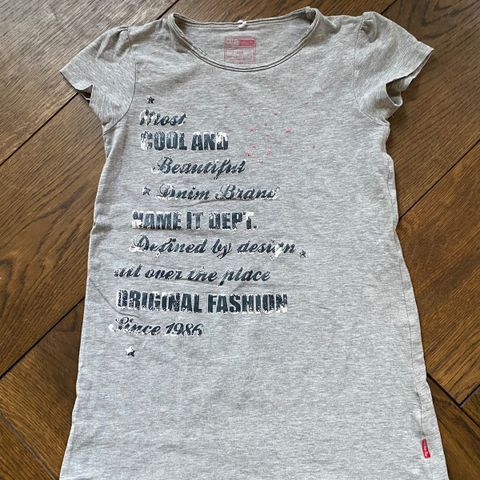 Most
COOL AND
Beautiful
Dnim Brand
NAME IT DEPT.
Defined by design
all over the place
ORIGINAL FASHION
Since 1986